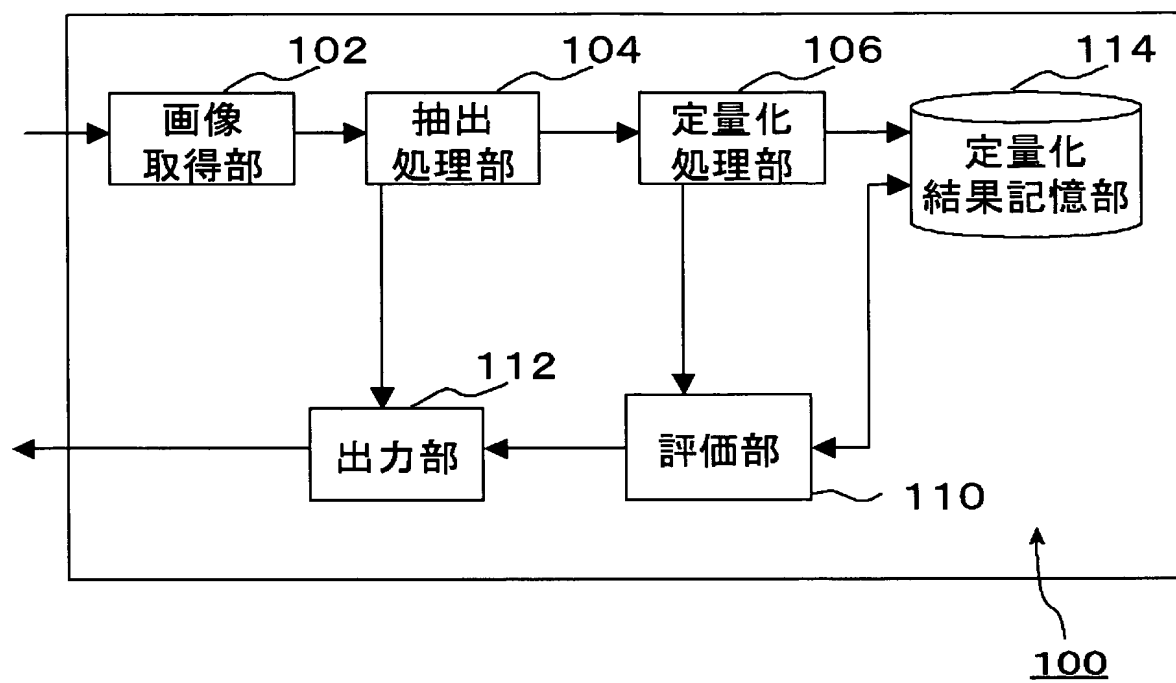 102
104
106
114
画像
取得部
抽出
処理部
定量化
処理部
定量化
結果記憶部
112
出力部
評価部
110
100